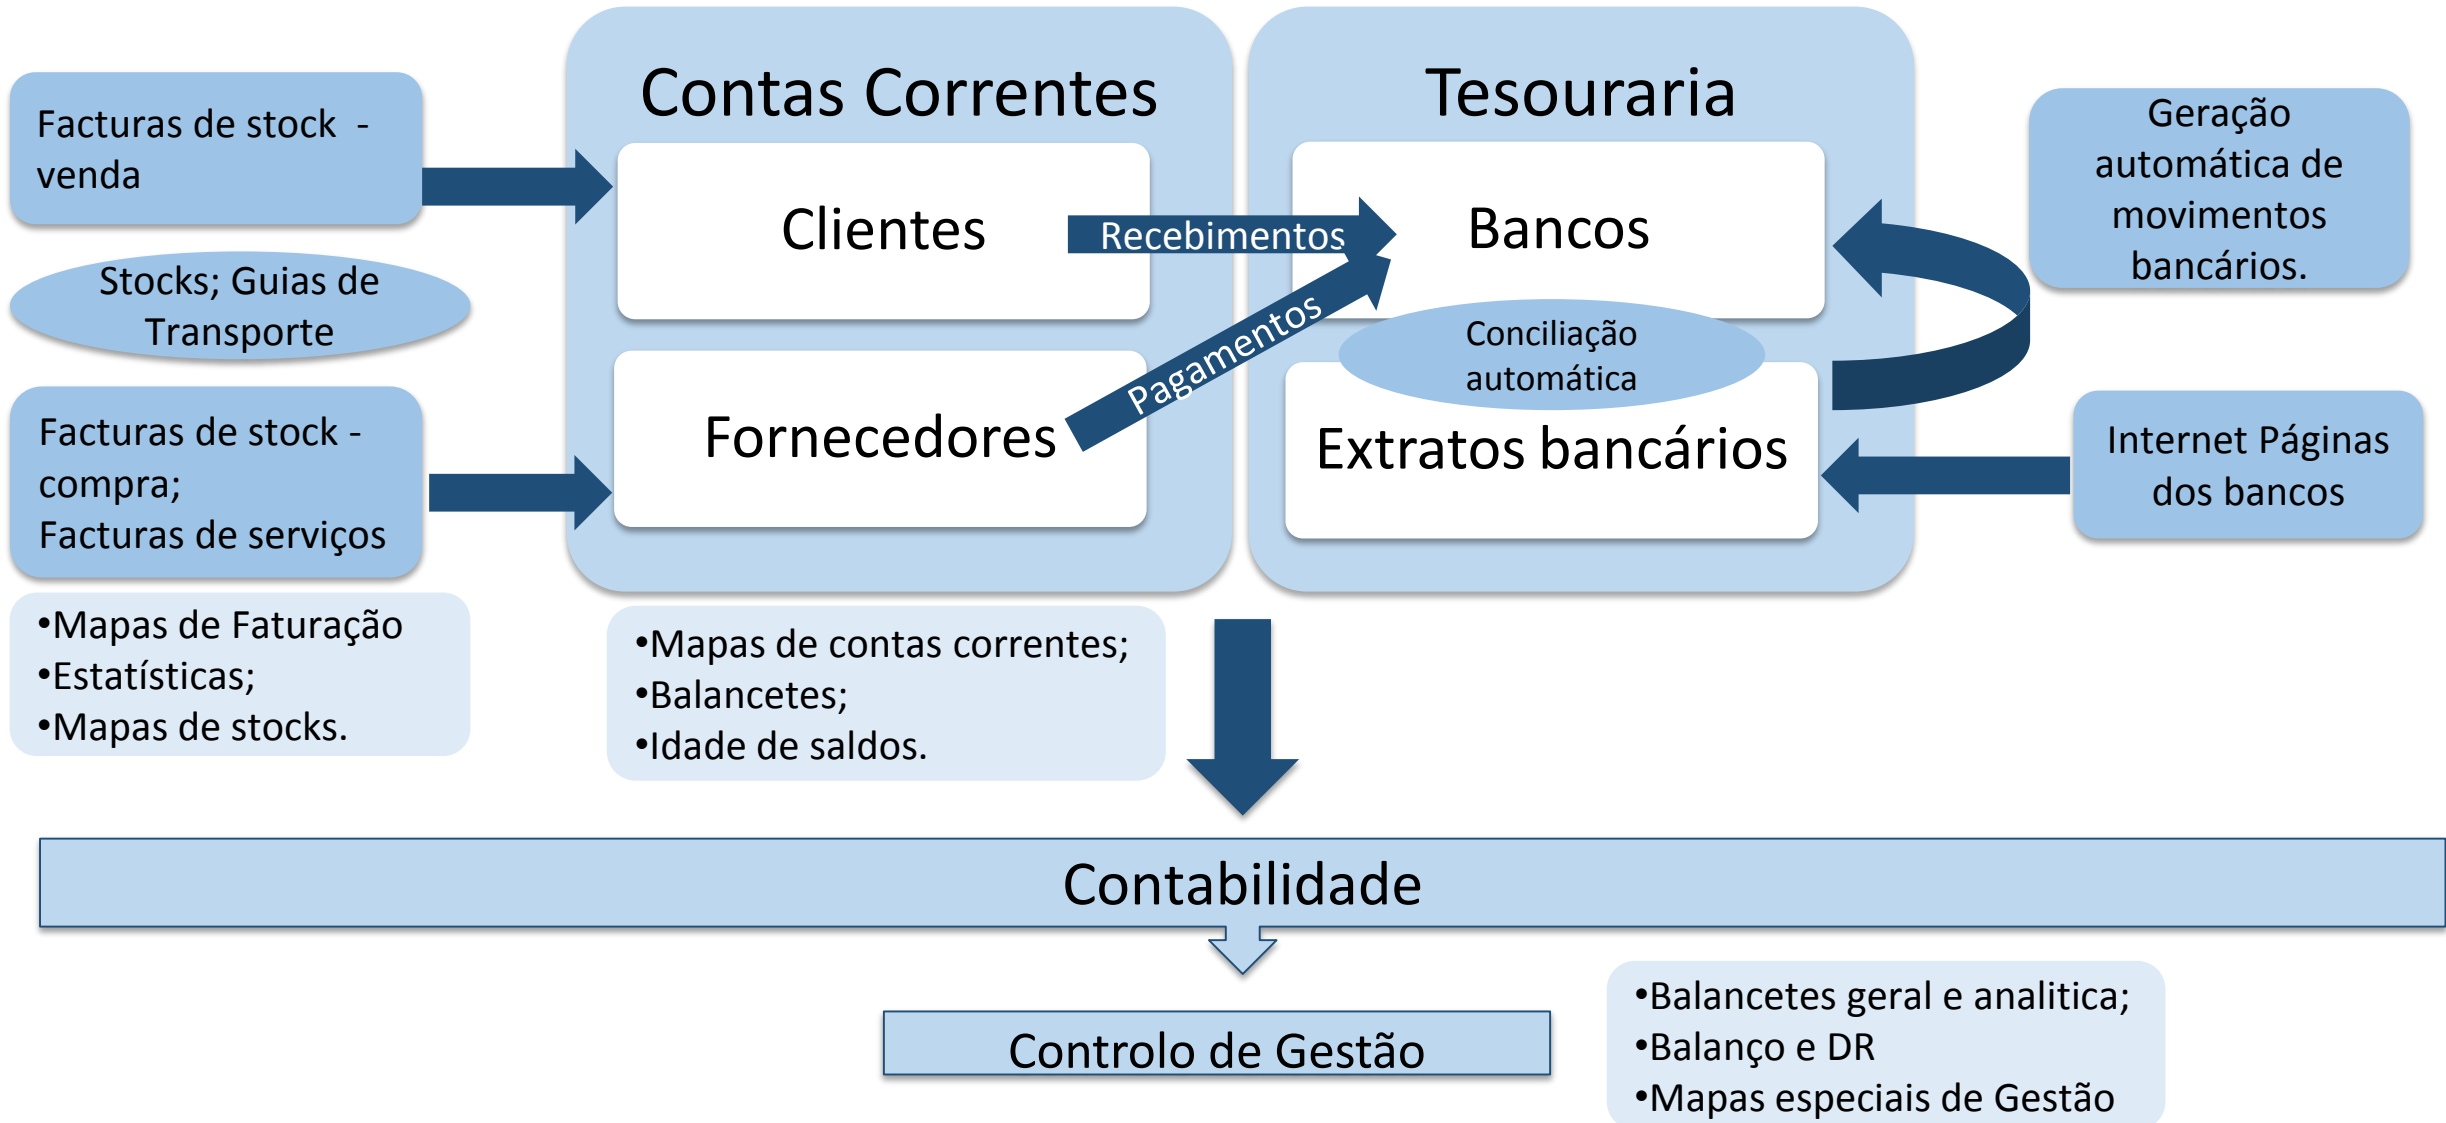 Contas Correntes
Tesouraria
Facturas de stock  -
venda
Stocks; Guias de
Transporte
Facturas de stock -
compra;
Facturas de serviços
Clientes
Recebimentos
Bancos
Pagamentos
Fornecedores
Conciliação
automática
Extratos bancários
Geração
automática de
movimentos
bancários.
Internet Páginas
dos bancos
•Mapas de Faturação
•Estatísticas;
•Mapas de stocks.
•Mapas de contas correntes;
•Balancetes;
•Idade de saldos.
Contabilidade
Controlo de Gestão
•Balancetes geral e analitica;
•Balanço e DR
•Mapas especiais de Gestão